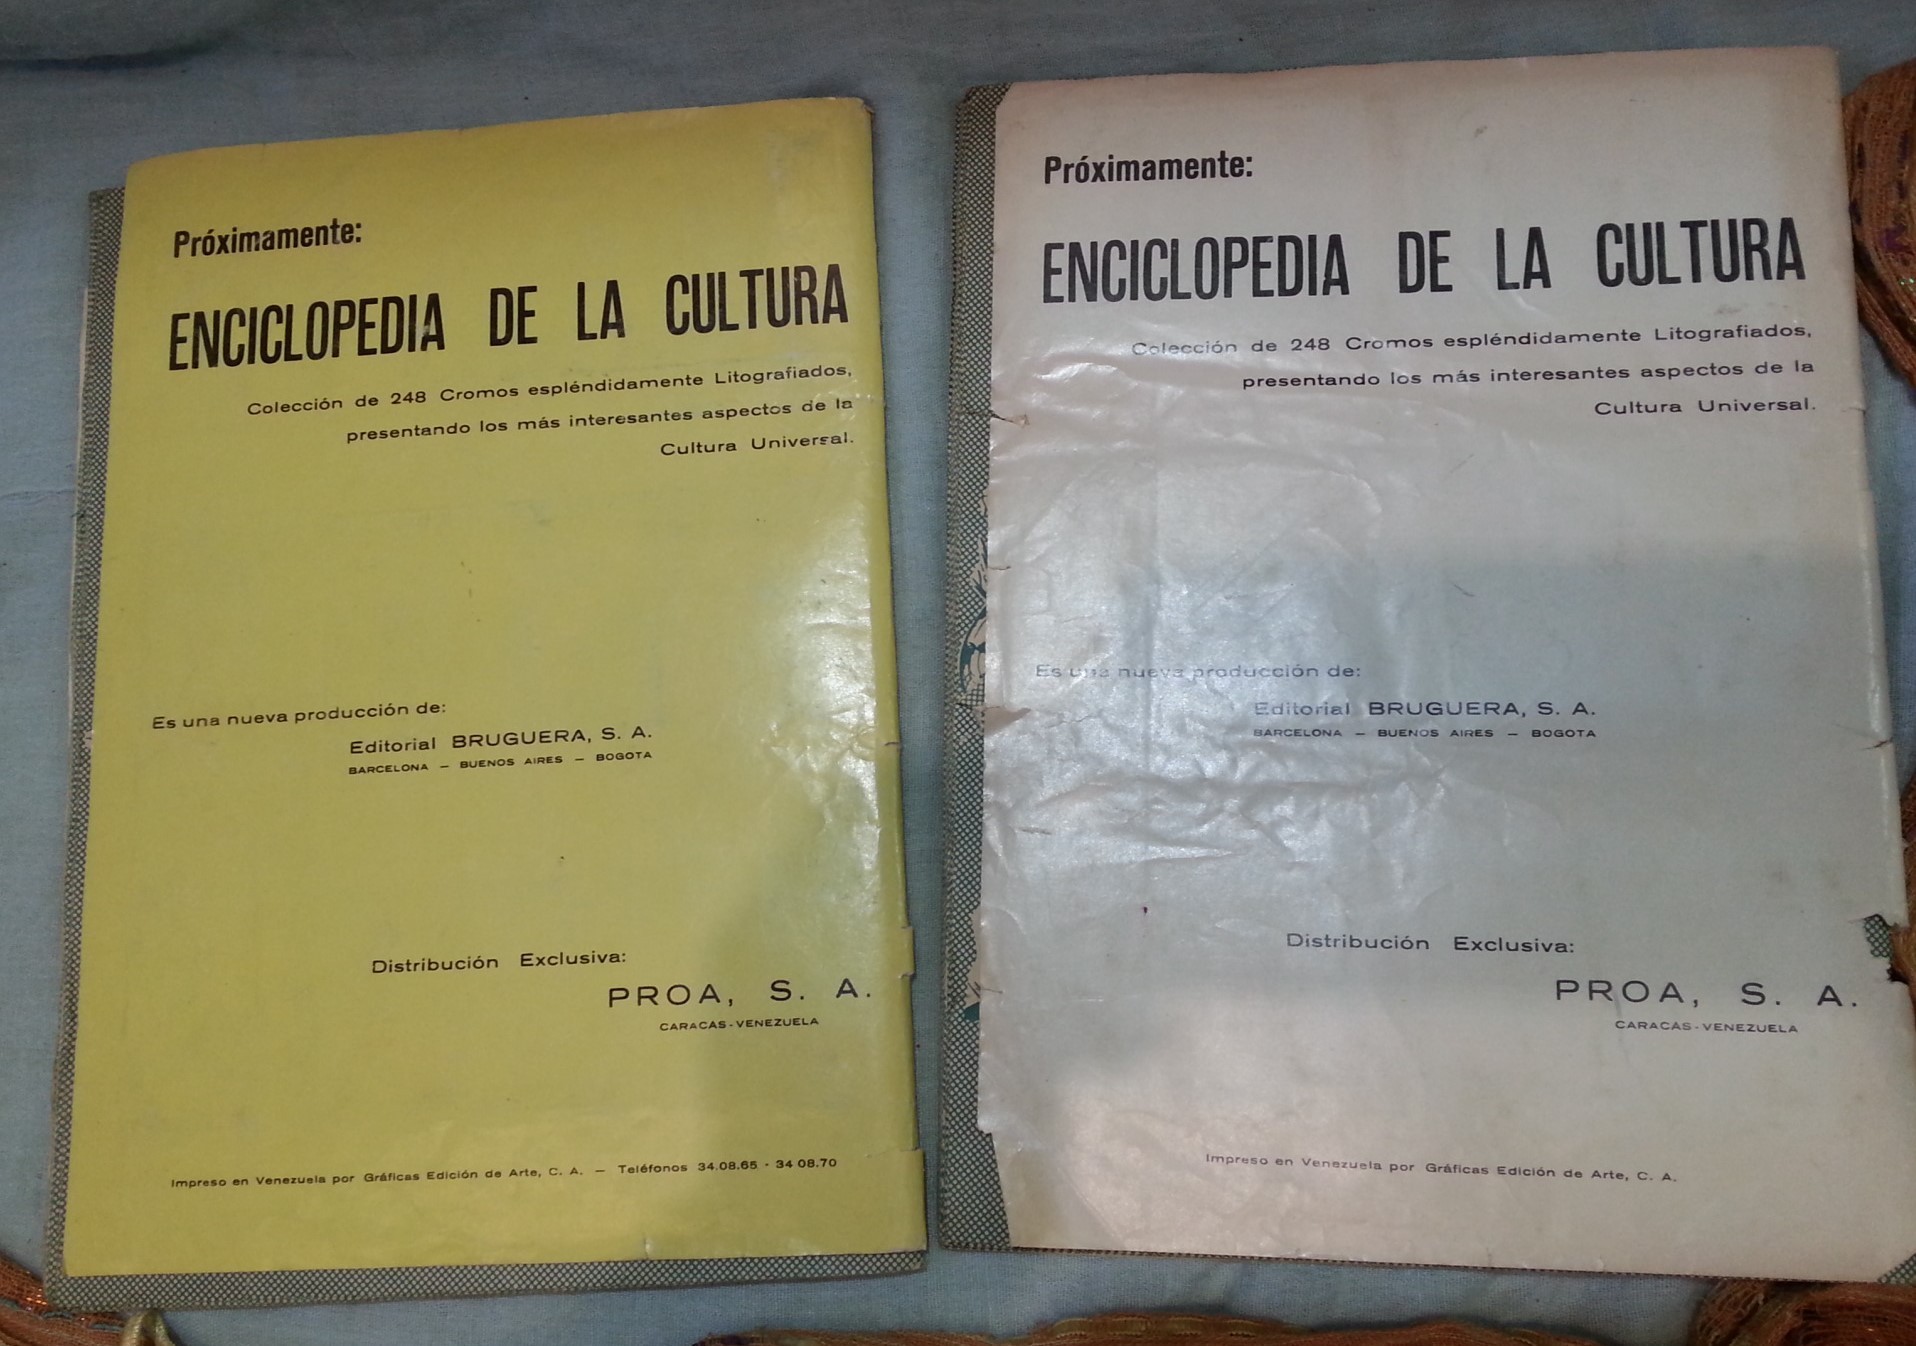 Próximamente:
ENCICLOPEDIA DE LA CULTURA
Colección de 248 Cromos espléndidamente Litografiados,
presentando los más interesantes aspectos de la
Cultura Universal.
Es una nueva producción de:
Editorial BRUGUERA, S. A.
BARCELONA — BUENOS AIRES — BOGOTA
Distribución Exclusiva:
PROA, S. A.
CARACAS-VENEZUELA
Impreso en Venezuela por Gráficas Edición de Arte, C. A. — Teléfonos 34.08.65 - 34 08.70
Próximamente:
ENCICLOPEDIA DE LA CULTURA
Colección de 248 Cromos espléndidamente Litografiados,
presentando los más interesantes aspectos de la
Cultura Universal.
Es una nueva producción de:
Editorial BRUGUERA, S. A.
BARCELONA — BUENOS AIRES — BOGOTA
Distribución Exclusiva:
PROA, S. A.
CARACAS-VENEZUELA
Impreso en Venezuela por Gráficas Edición de Arte, C. A.